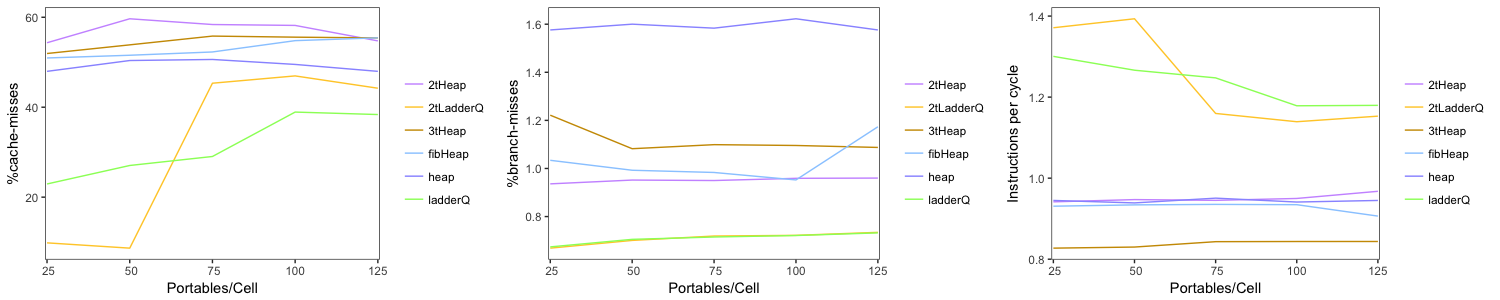 %cache-misses
60
40
20
25 50 75 100 125
Portables/Cell
2tHeap
2tLadderQ
3tHeap
fibHeap
heap
ladderQ
%branch-misses
1.6
1.4
1.2
1.0
0.8
25 50 75 100 125
Portables/Cell
2tHeap
2tLadderQ
3tHeap
fibHeap
heap
ladderQ
Instructions per cycle
1.4
1.2
1.0
0.8
25 50 75 100 125
Portables/Cell
2tHeap
2tLadderQ
3tHeap
fibHeap
heap
ladderQ